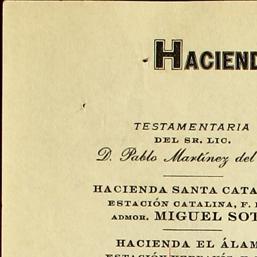 HACIEND
TESTAMENTARIA
DEL SR. LIC.
D. Pablo Martínez del
HACIENDA SANTA CATA
ESTACIÓN CATALINA, F.
ADMOR. MIGUEL SOT
HACIENDA EL ÁLAM